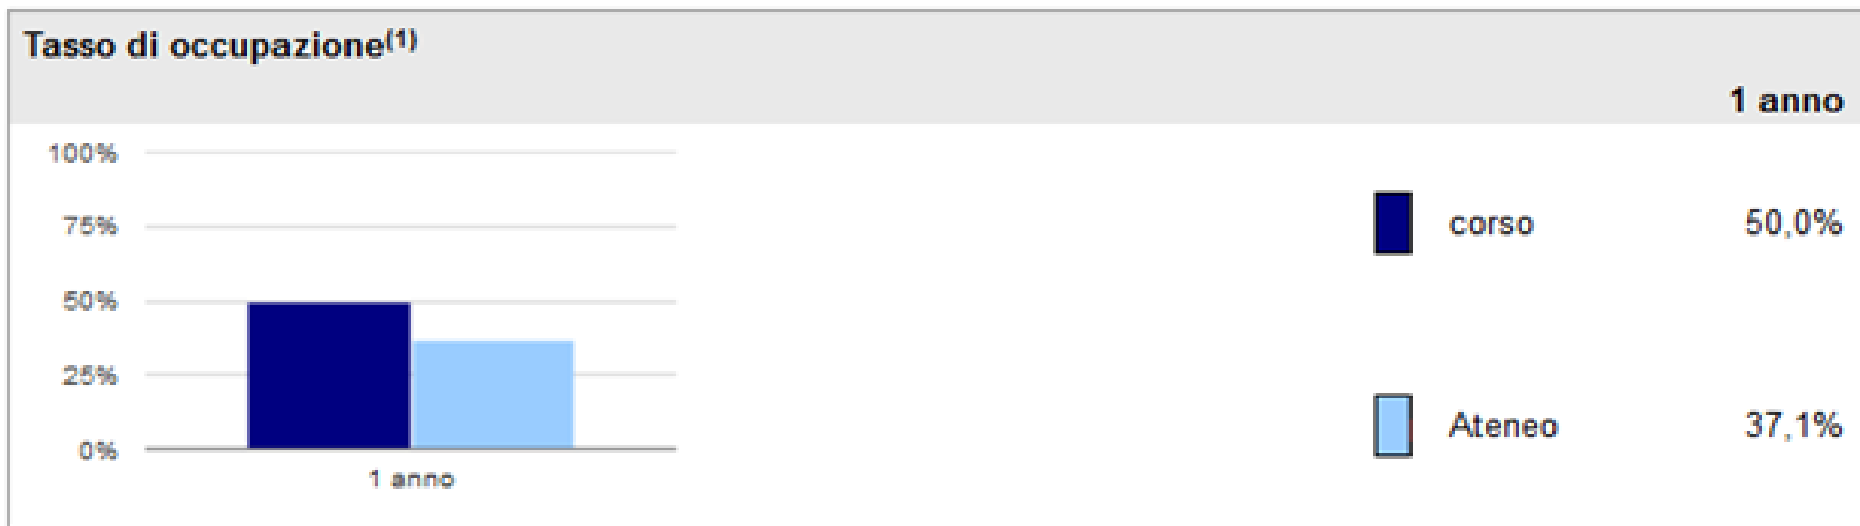 Tasso di occupazione(1)
1 anno
100%
75%
50%
25%
0%
1 anno
corso 50,0%
Ateneo 37,1%